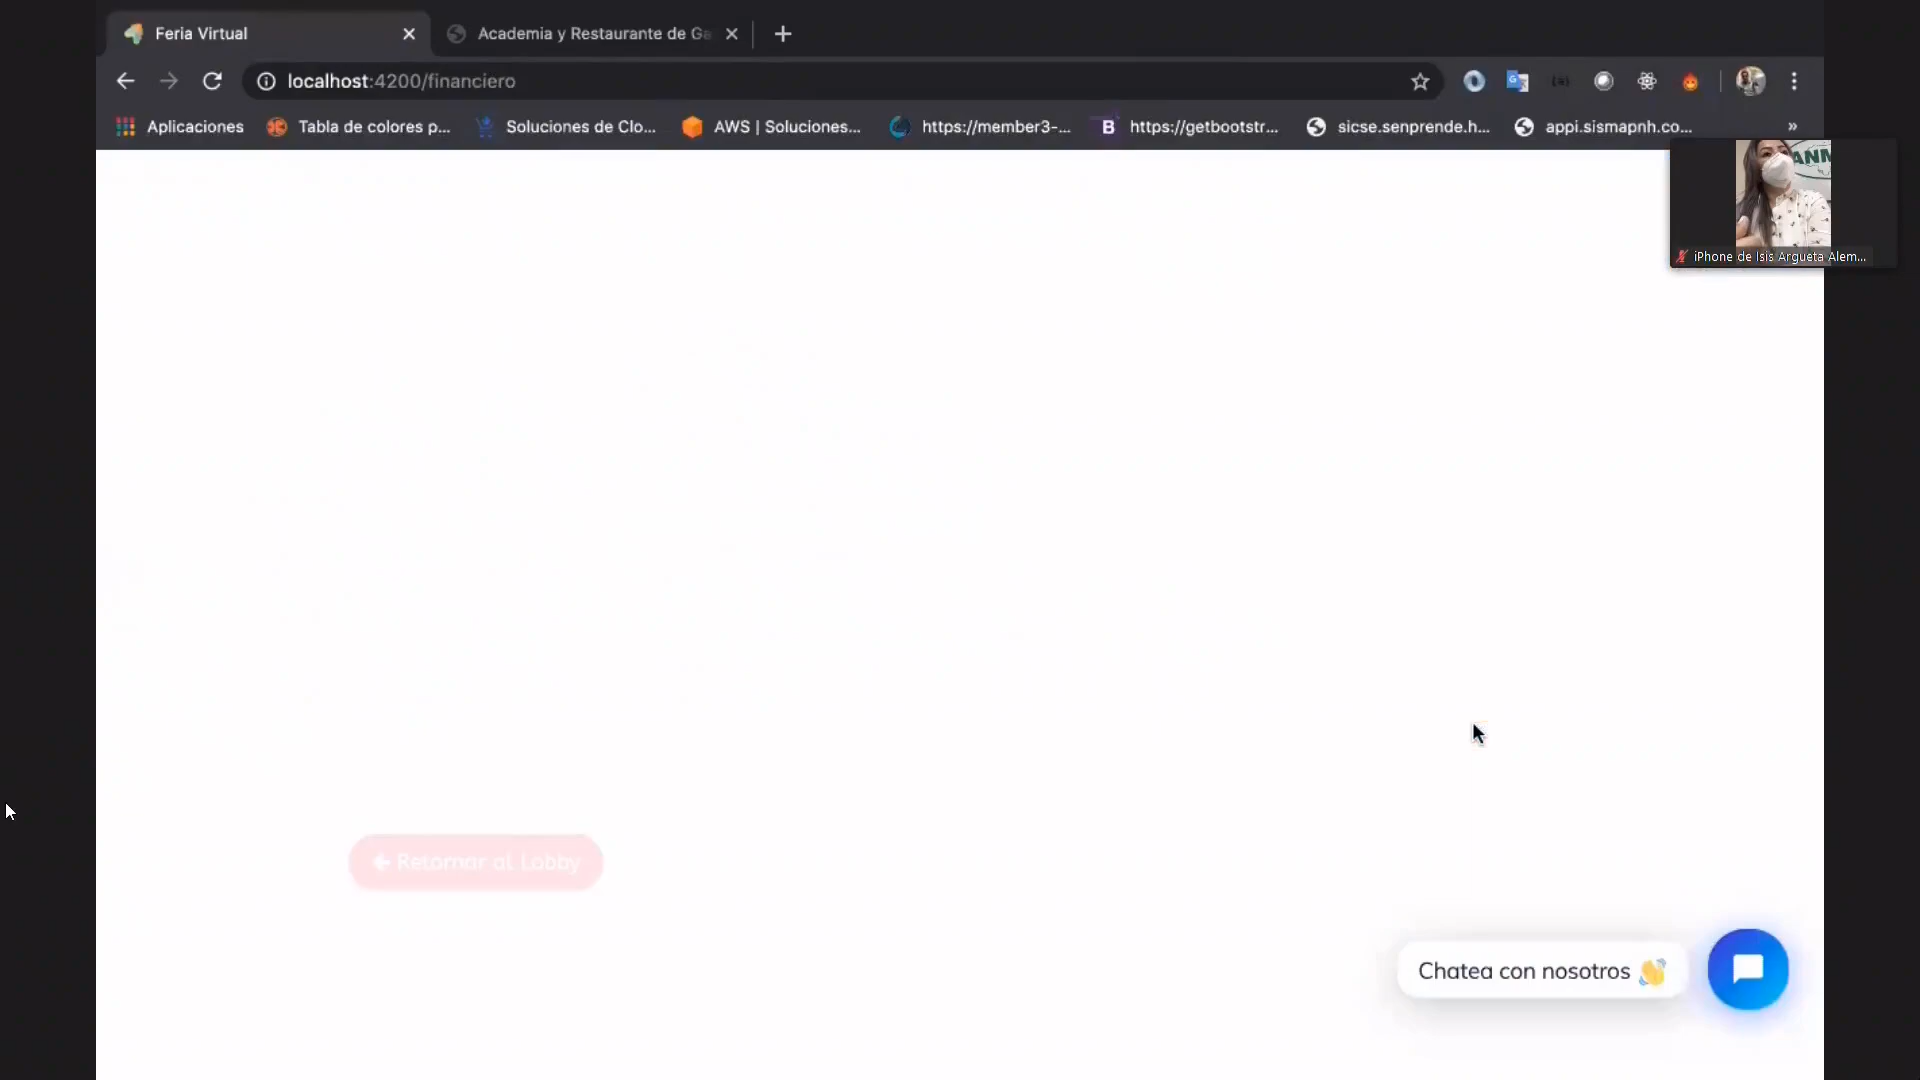 Feria Virtual
Academia y Restaurante de Ga
localhost:4200/financiero
Aplicaciones
Tabla de colores p...
Soluciones de Clo...
AWS | Soluciones...
https://member3-...
https://getbootstr...
sicse.senprende.h...
appi.sismapnh.co...
»
ANM
iPhone de Isis Argueta Alem...
Retornar al Lobby
Chatea con nosotros 👋